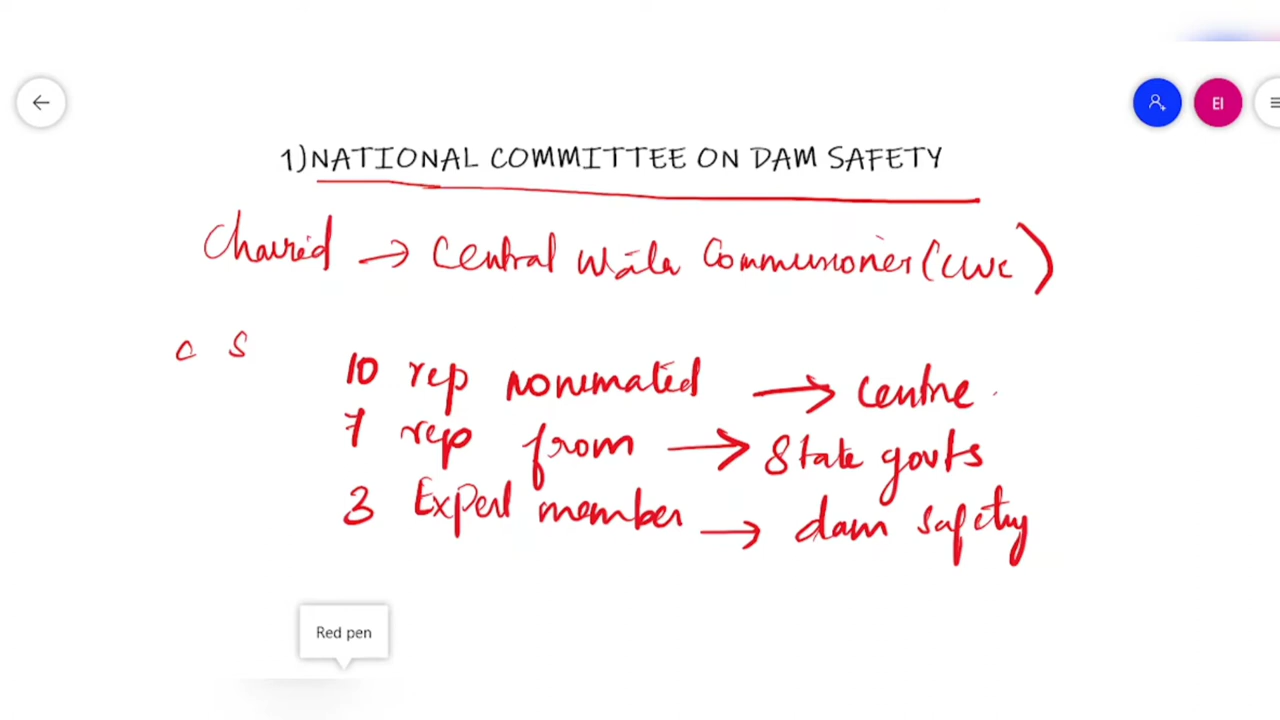 EI
1)NATIONAL COMMITTEE ON DAM SAFETY
Chaired → Central Water Commissioner (CWC)
C S
10 rep nominated → Centre.
7 rep from → State govts
3 Expert member → dam safety
Red pen